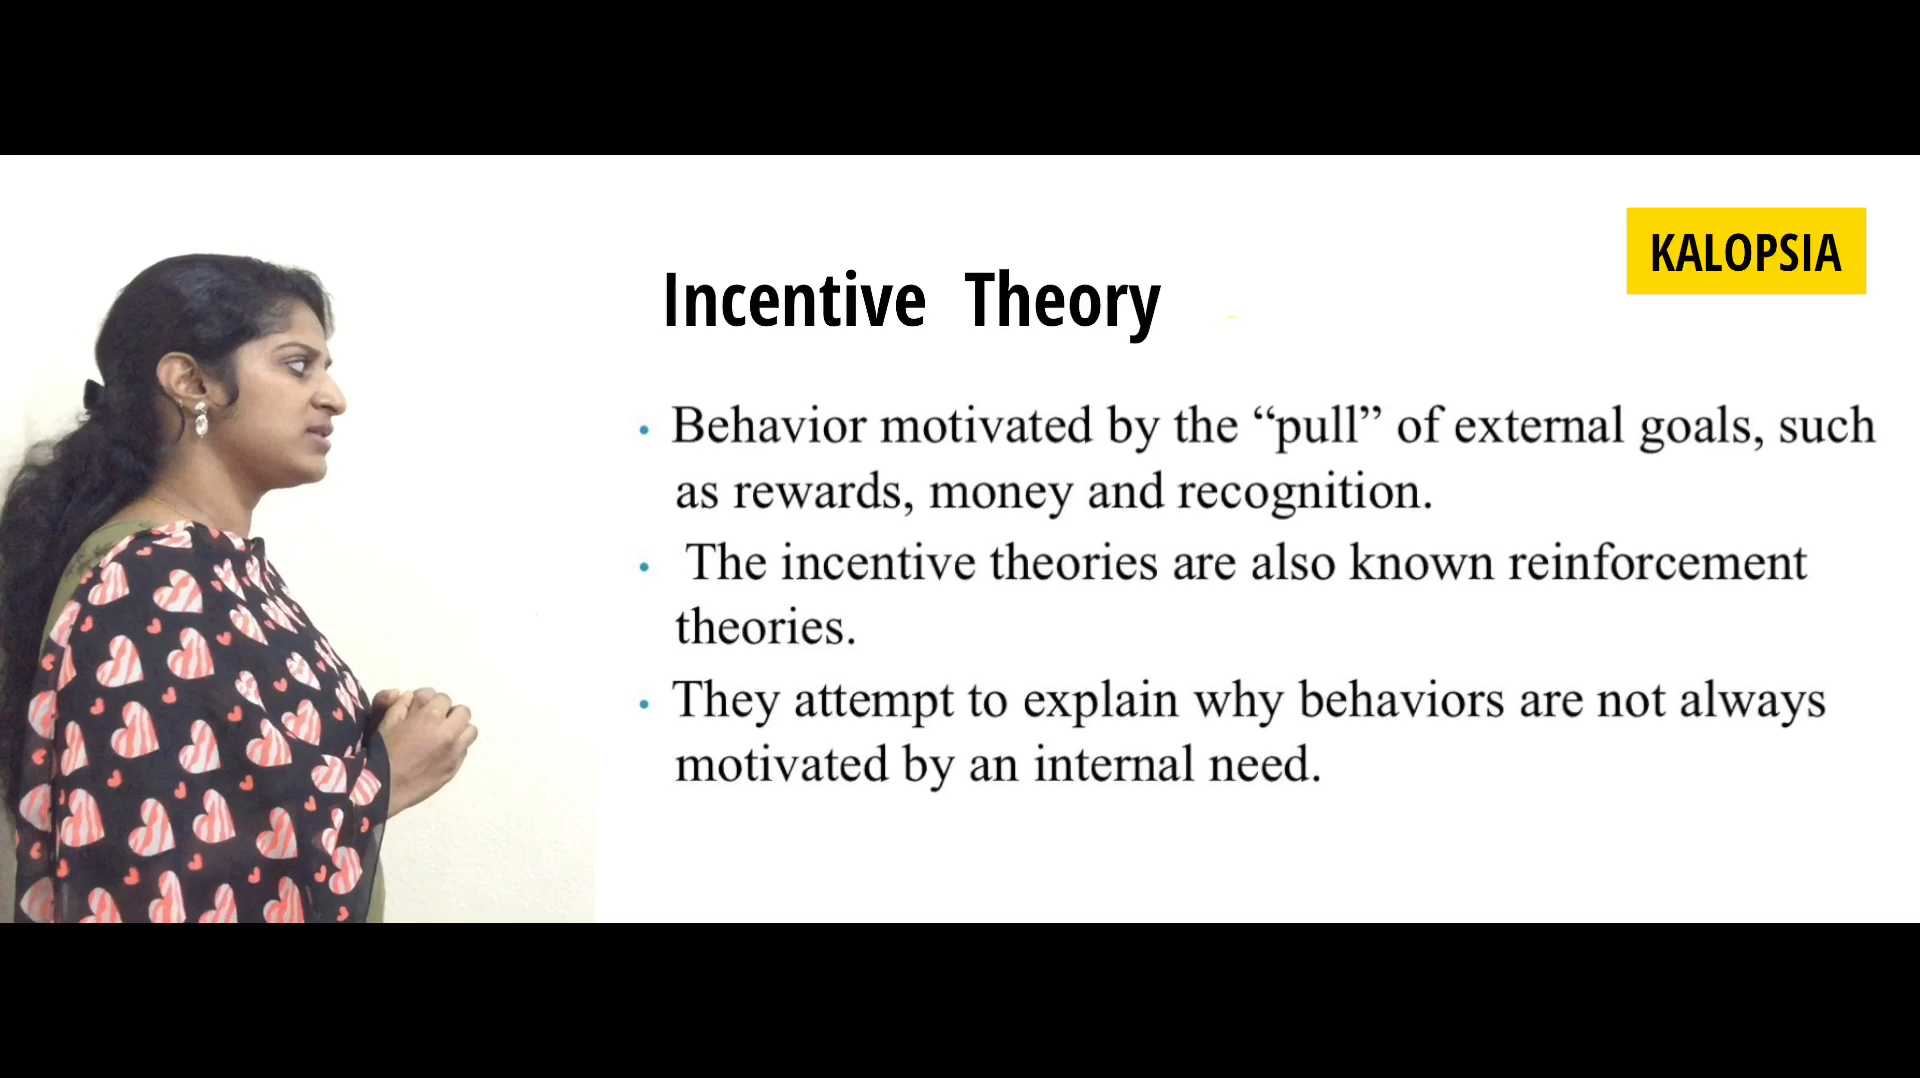 KALOPSIA
Incentive Theory
• Behavior motivated by the “pull” of external goals, such
as rewards, money and recognition.
• The incentive theories are also known reinforcement
theories.
• They attempt to explain why behaviors are not always
motivated by an internal need.